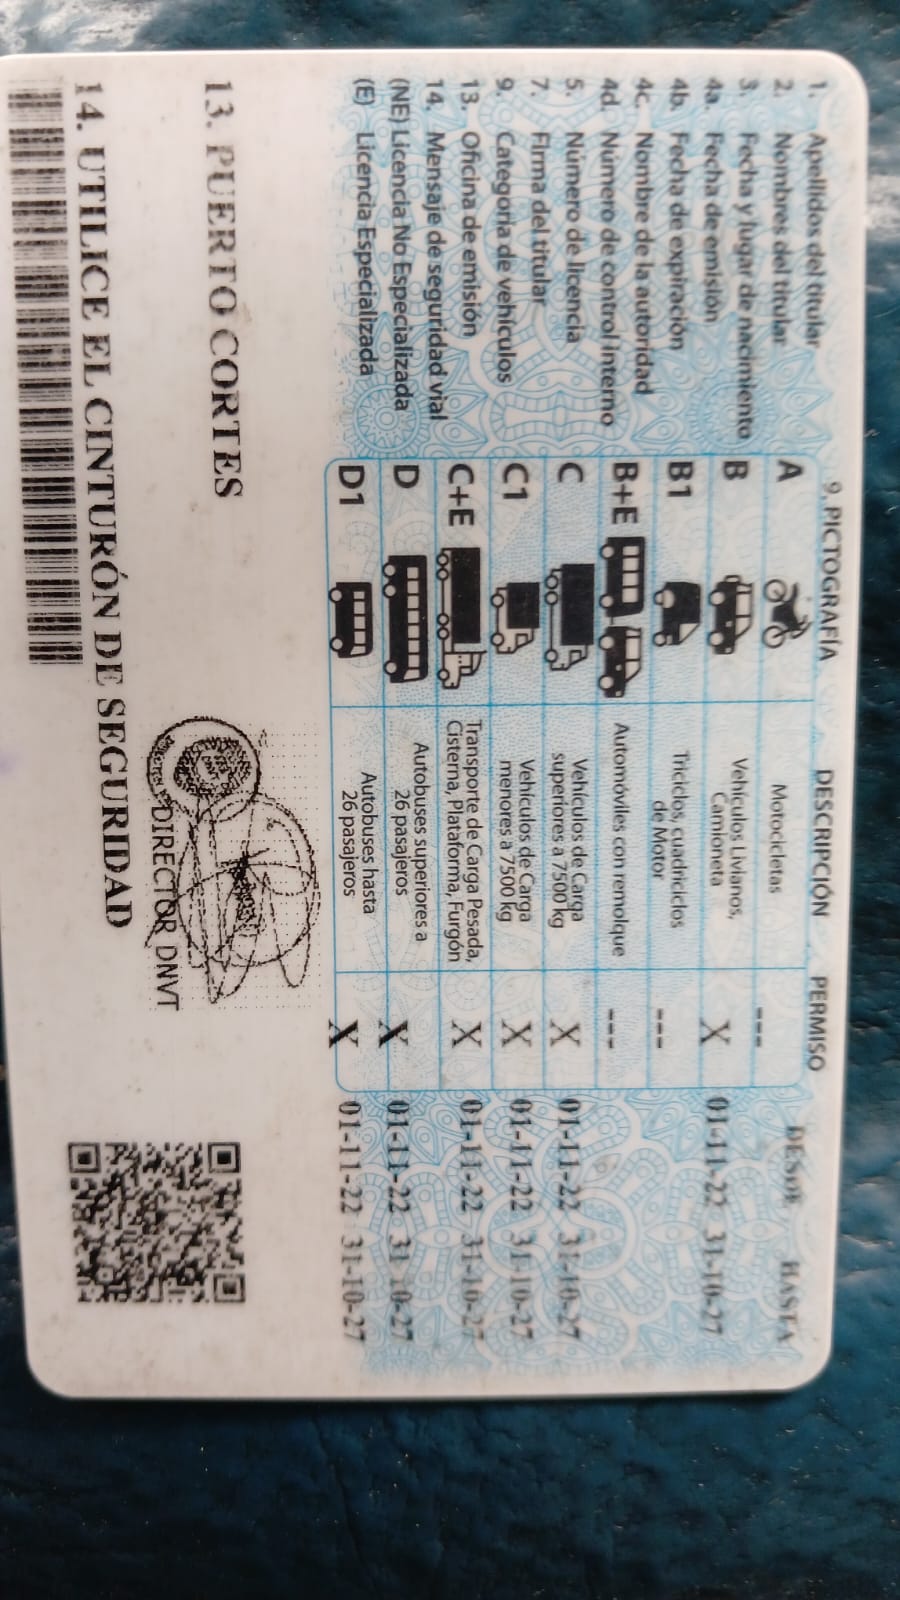 1. Apellidos del titular
2. Nombres del titular
3. Fecha y lugar de nacimiento
4a. Fecha de emisión
4b. Fecha de expiración
4c. Nombre de la autoridad
4d. Número de control interno
5. Número de licencia
7. Firma del titular
9. Categoria de vehículos
13. Oficina de emisión
14. Mensaje de seguridad vial
(NE) Licencia No Especializada
(E) Licencia Especializada
9. PICTOGRAFÍA DESCRIPCIÓN PERMISO DESDE HASTA
A Motocicletas ---
B Vehículos Livianos, Camioneta X 01-11-22 31-10-27
B1 Triciclos, cuadriclos de Motor ---
B+E Automóviles con remolque ---
C Vehículos de Carga superiores a 7500 kg X 01-11-22 31-10-27
C1 Vehículos de Carga menores a 7500 kg X 01-11-22 31-10-27
C+E Transporte de Carga Pesada, Cisterna, Plataforma, Furgón X 01-11-22 31-10-27
D Autobuses superiores a 26 pasajeros X 01-11-22 31-10-27
D1 Autobuses hasta 26 pasajeros X 01-11-22 31-10-27
13. PUERTO CORTES
DIRECTOR DNVT
14. UTILICE EL CINTURÓN DE SEGURIDAD